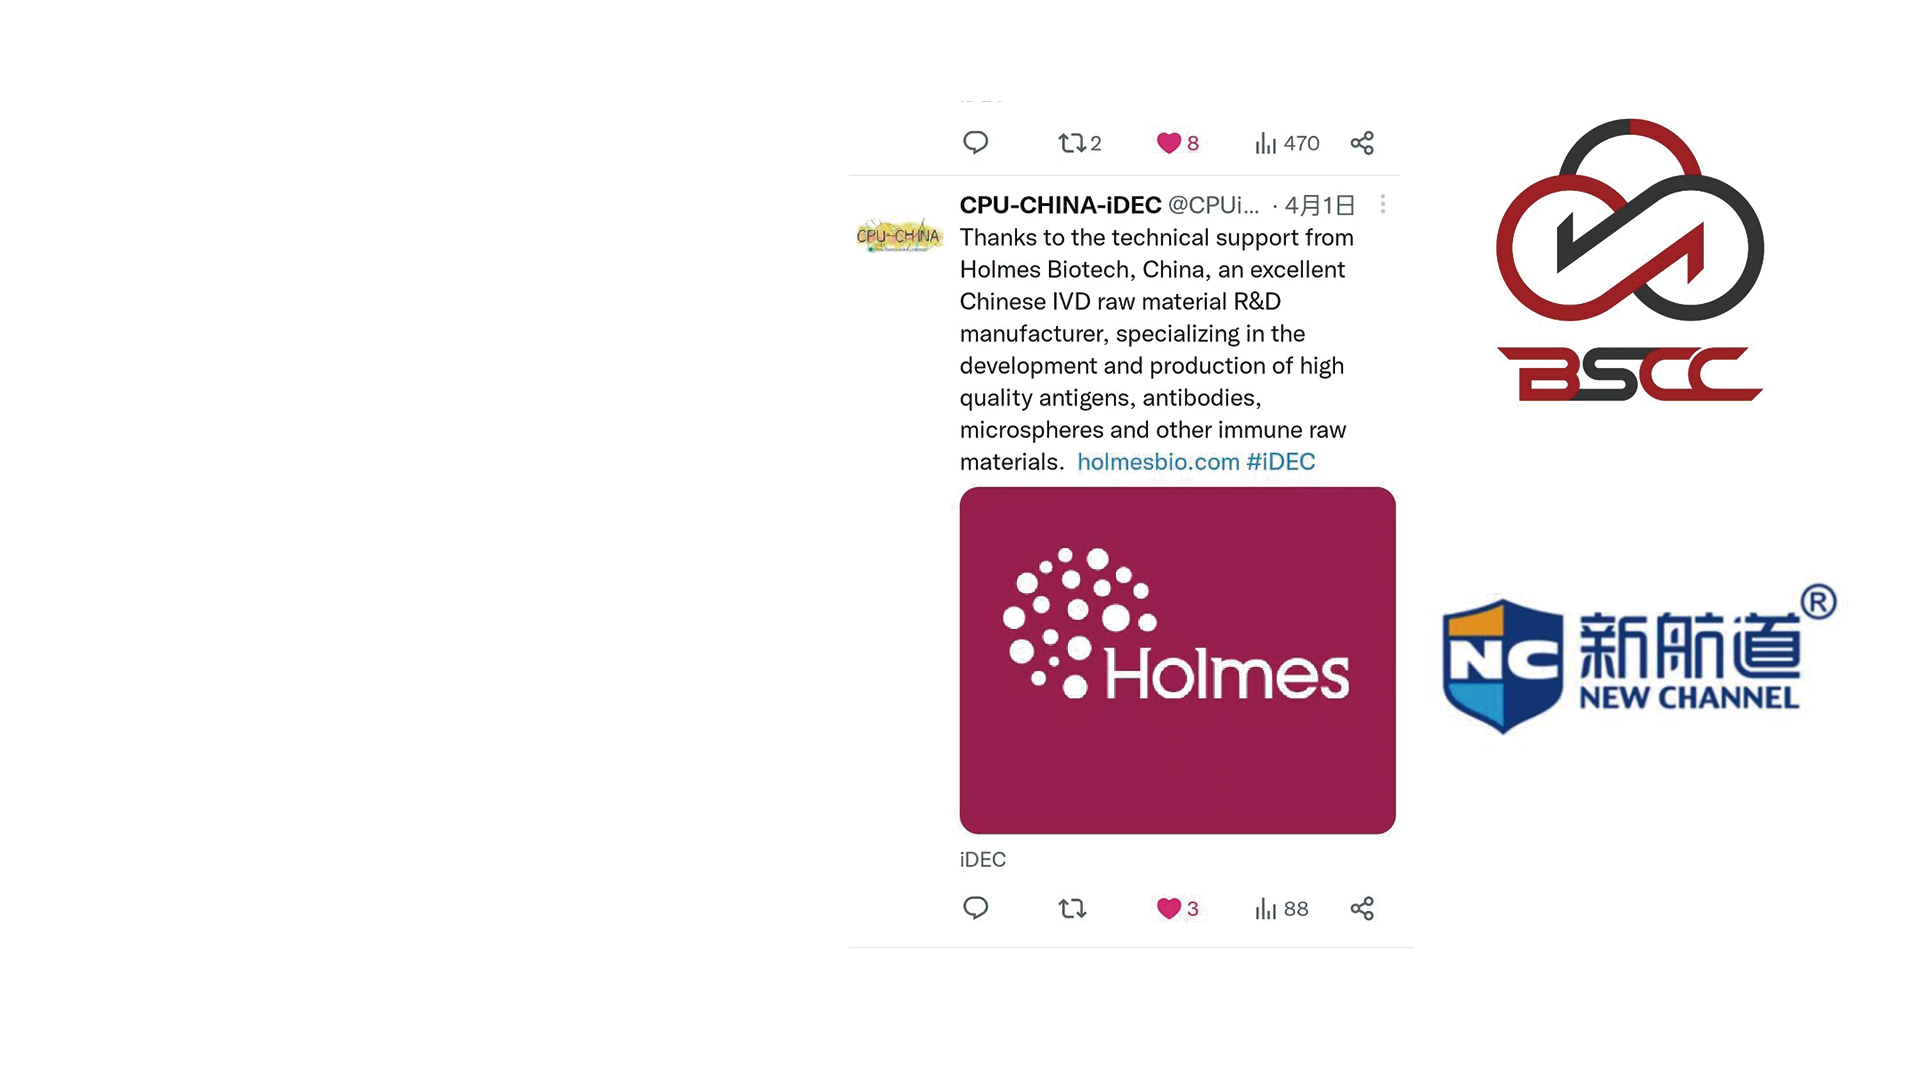 2
8
470
CPU-CHINA-iDEC @CPUi... · 4月1日
CPU-CHINA
Thanks to the technical support from
Holmes Biotech, China, an excellent
Chinese IVD raw material R&D
manufacturer, specializing in the
development and production of high
quality antigens, antibodies,
microspheres and other immune raw
materials. holmesbio.com #iDEC
Holmes
iDEC
3
88
BSCC
NC 新航道®
NEW CHANNEL